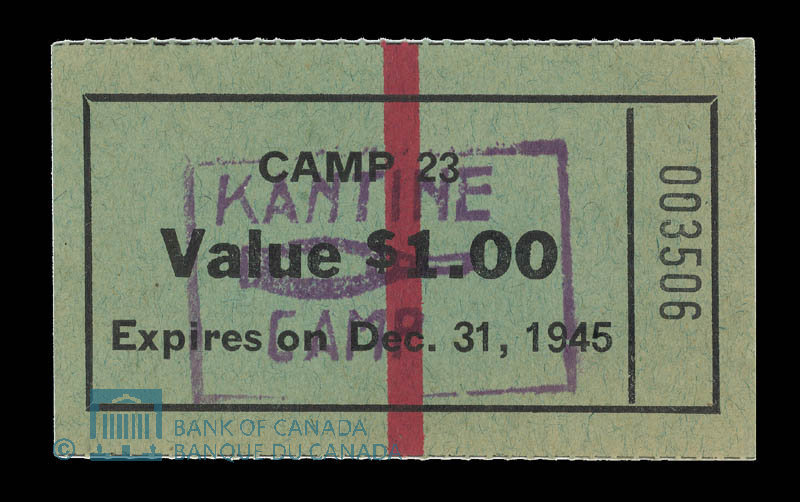 CAMP 23
KANTINE
Value $1.00
Expires on Dec. 31, 1945
CAMP
003506
© BANK OF CANADA
BANQUE DU CANADA